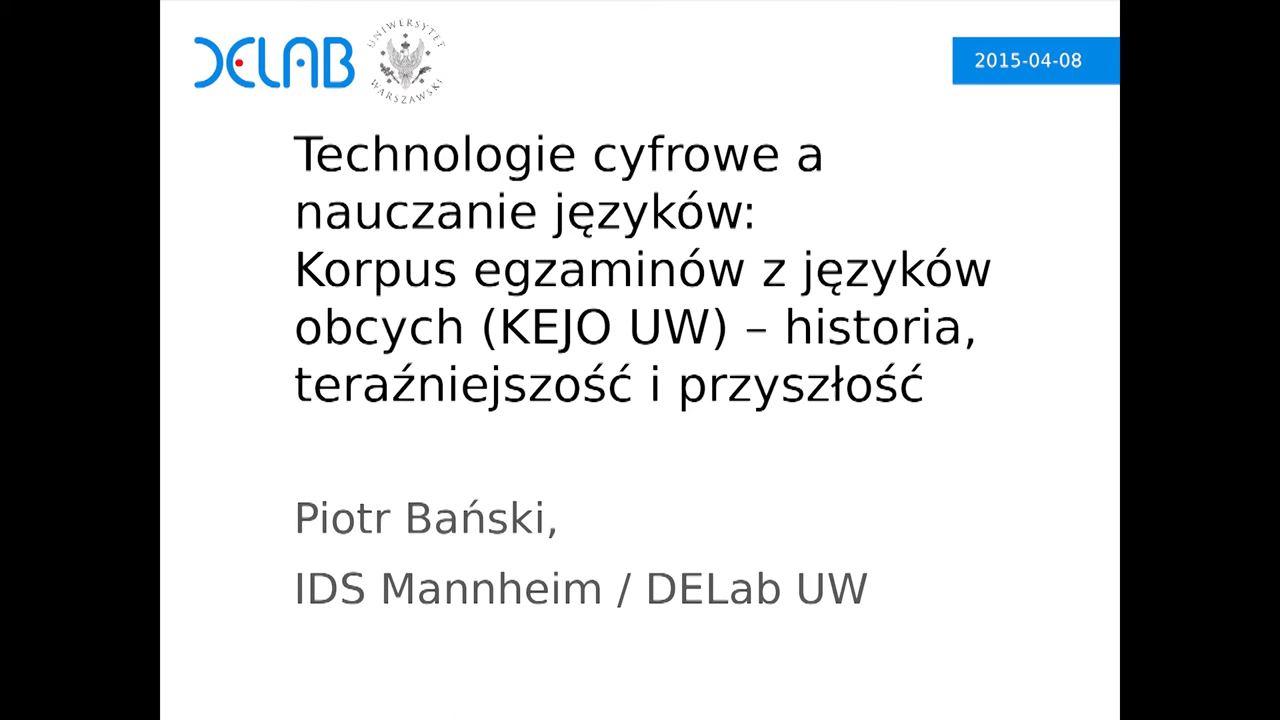 DELAB
UNIWERSYTET WARSZAWSKI
2015-04-08
Technologie cyfrowe a
nauczanie języków:
Korpus egzaminów z języków
obcych (KEJO UW) – historia,
teraźniejszość i przyszłość
Piotr Bański,
IDS Mannheim / DELab UW